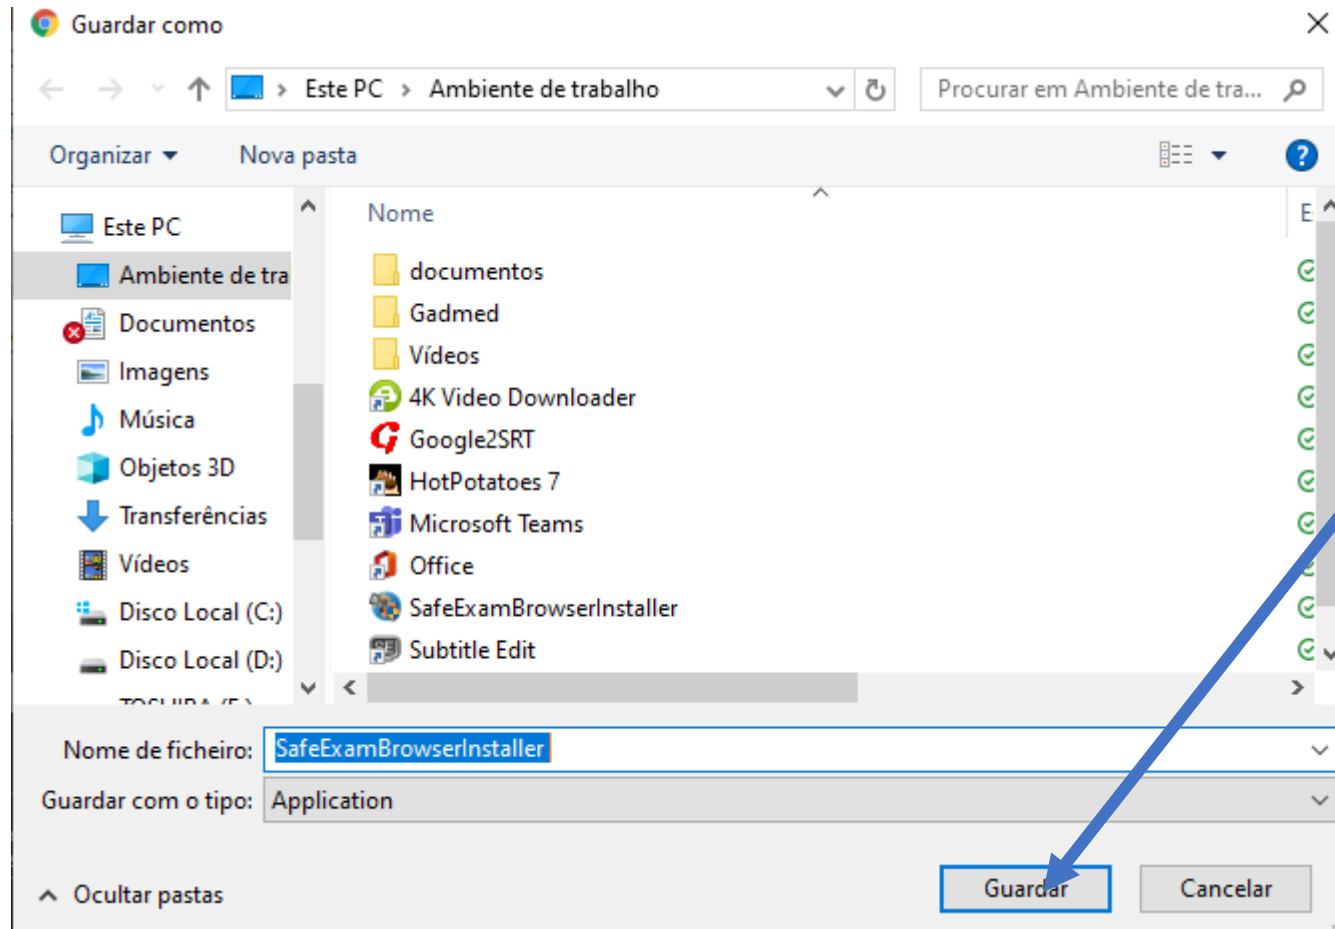 Guardar como
Este PC > Ambiente de trabalho
Procurar em Ambiente de tra...
Organizar
Nova pasta
Este PC
Ambiente de tra
Documentos
Imagens
Música
Objetos 3D
Transferências
Vídeos
Disco Local (C:)
Disco Local (D:)
Nome
E
documentos
Gadmed
Vídeos
4K Video Downloader
Google2SRT
HotPotatoes 7
Microsoft Teams
Office
SafeExamBrowserInstaller
Subtitle Edit
Nome de ficheiro: SafeExamBrowserInstaller
Guardar com o tipo: Application
Ocultar pastas
Guardar
Cancelar